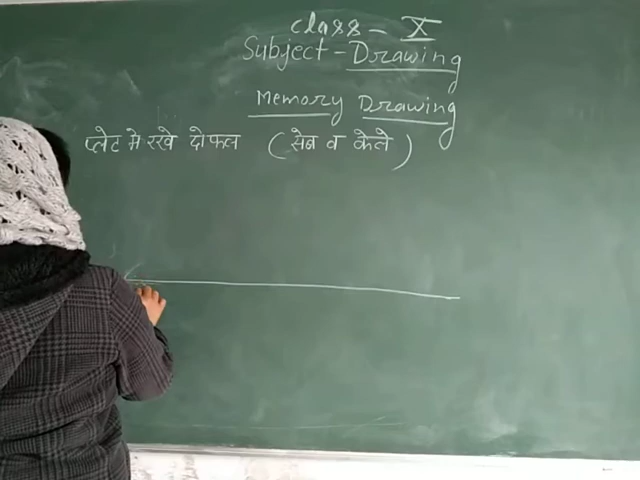 Class - X
Subject - Drawing
Memory Drawing
प्लेट मे रखे दो फल (सेब व केले)